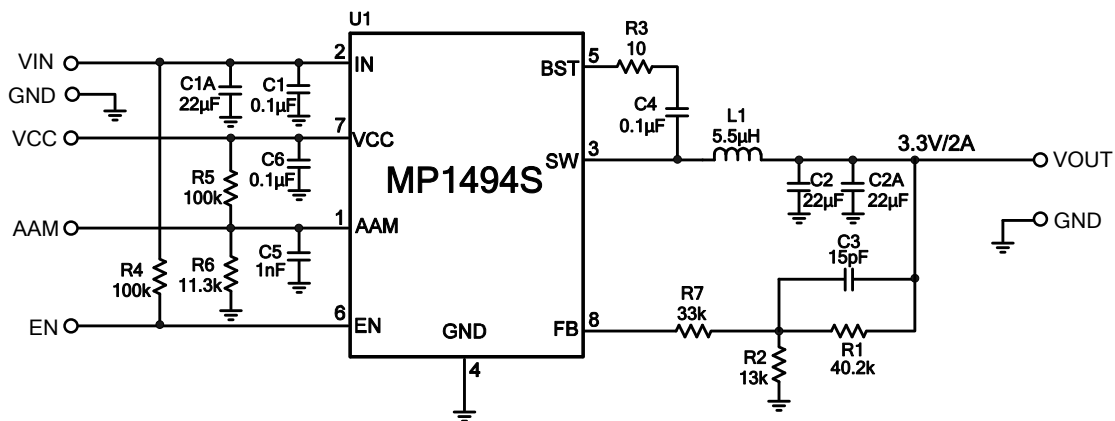 U1
VIN
2
IN
GND
C1A
22μF
C1
0.1μF
VCC
7
VCC
C6
0.1μF
R5
100k
AAM
1
AAM
R4
100k
R6
11.3k
C5
1nF
EN
6
EN
MP1494S
GND
4
BST
5
R3
10
C4
0.1μF
SW
3
L1
5.5μH
3.3V/2A
VOUT
C2
22μF
C2A
22μF
GND
C3
15pF
FB
8
R7
33k
R2
13k
R1
40.2k